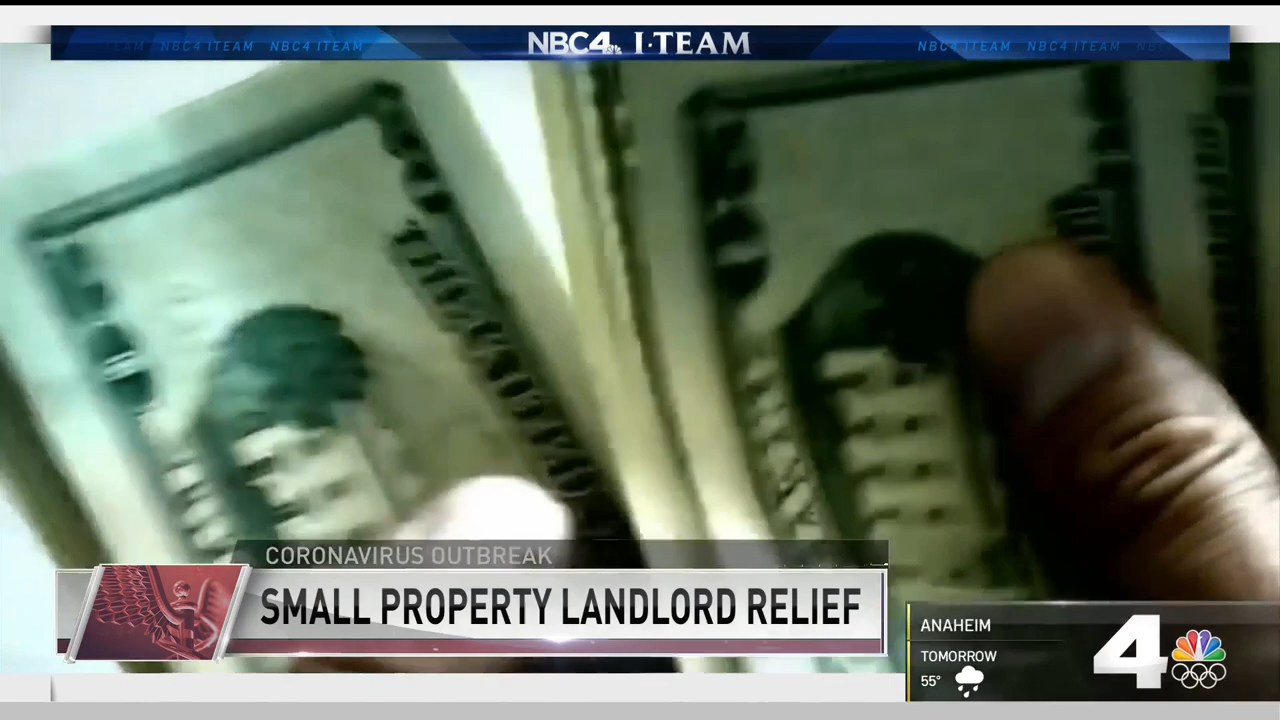 TEAM NBC4 ITEAM NBC4 ITEAM
NBC4 I·TEAM
NBC4 ITEAM NBC4 ITEAM
CORONAVIRUS OUTBREAK
SMALL PROPERTY LANDLORD RELIEF
ANAHEIM
TOMORROW
55°
4